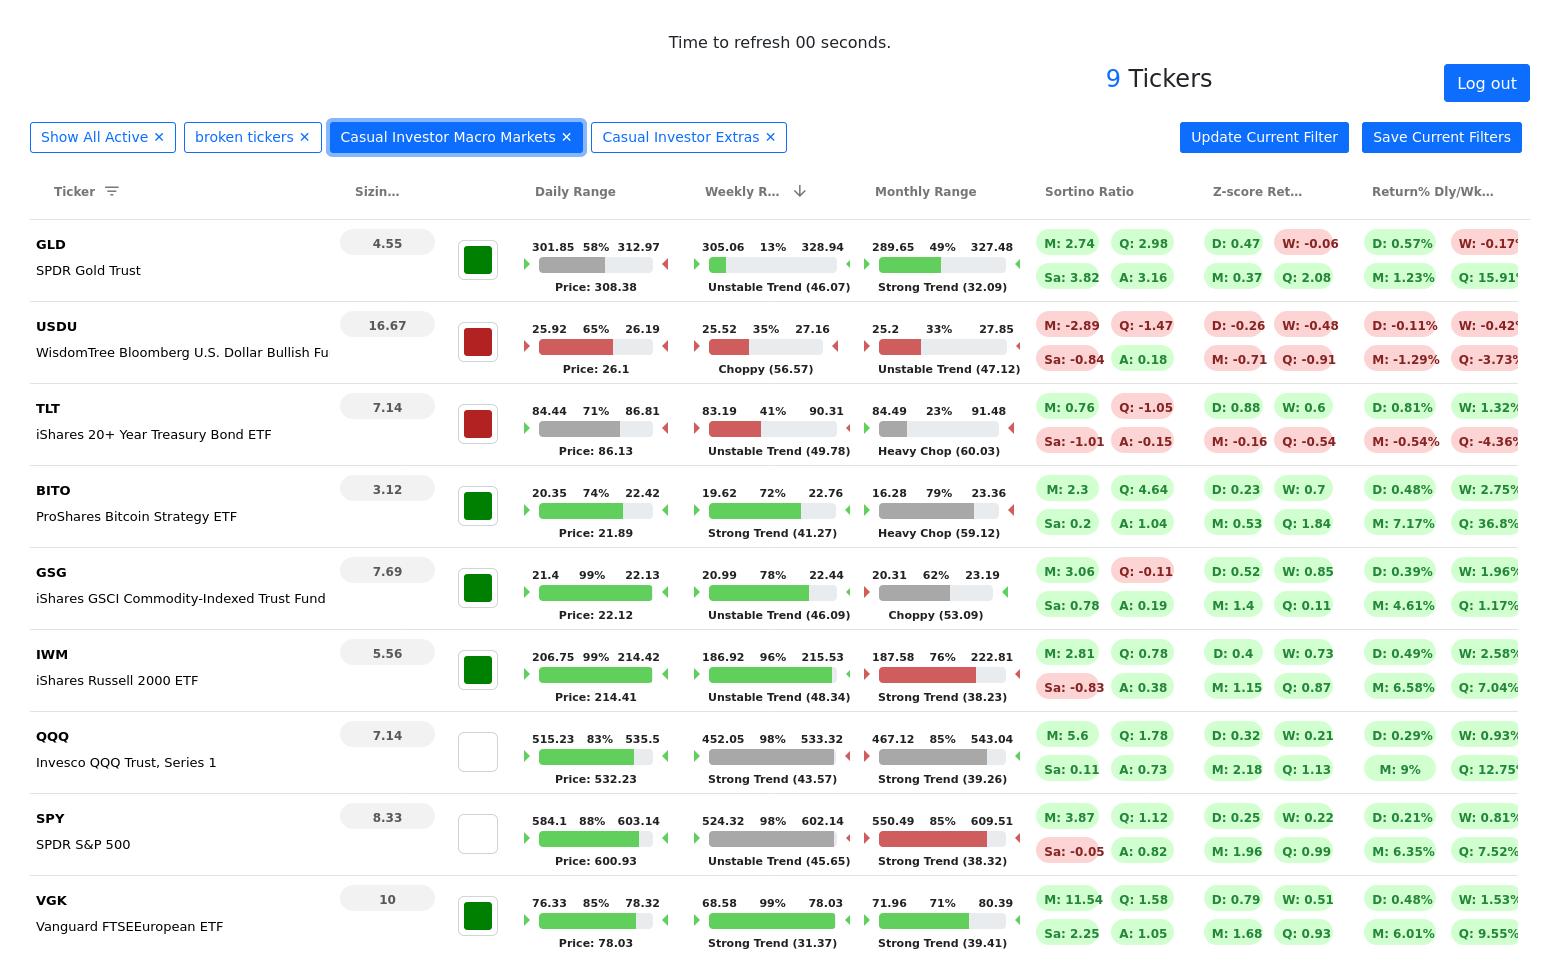 Time to refresh 00 seconds.
9 Tickers
Log out
Show All Active ✕ broken tickers ✕ Casual Investor Macro Markets ✕ Casual Investor Extras ✕ Update Current Filter Save Current Filters
Ticker Sizin... Daily Range Weekly R... Monthly Range Sortino Ratio Z-score Ret... Return% Dly/Wk...
GLD 4.55 301.85 58% 312.97 305.06 13% 328.94 289.65 49% 327.48 M: 2.74 Q: 2.98 D: 0.47 W: -0.06 D: 0.57% W: -0.17%
SPDR Gold Trust Sa: 3.82 A: 3.16 M: 0.37 Q: 2.08 M: 1.23% Q: 15.91%
Price: 308.38 Unstable Trend (46.07) Strong Trend (32.09)
USDU 16.67 25.92 65% 26.19 25.52 35% 27.16 25.2 33% 27.85 M: -2.89 Q: -1.47 D: -0.26 W: -0.48 D: -0.11% W: -0.42%
WisdomTree Bloomberg U.S. Dollar Bullish Fu Sa: -0.84 A: 0.18 M: -0.71 Q: -0.91 M: -1.29% Q: -3.73%
Price: 26.1 Choppy (56.57) Unstable Trend (47.12)
TLT 7.14 84.44 71% 86.81 83.19 41% 90.31 84.49 23% 91.48 M: 0.76 Q: -1.05 D: 0.88 W: 0.6 D: 0.81% W: 1.32%
iShares 20+ Year Treasury Bond ETF Sa: -1.01 A: -0.15 M: -0.16 Q: -0.54 M: -0.54% Q: -4.36%
Price: 86.13 Unstable Trend (49.78) Heavy Chop (60.03)
BITO 3.12 20.35 74% 22.42 19.62 72% 22.76 16.28 79% 23.36 M: 2.3 Q: 4.64 D: 0.23 W: 0.7 D: 0.48% W: 2.75%
ProShares Bitcoin Strategy ETF Sa: 0.2 A: 1.04 M: 0.53 Q: 1.84 M: 7.17% Q: 36.8%
Price: 21.89 Strong Trend (41.27) Heavy Chop (59.12)
GSG 7.69 21.4 99% 22.13 20.99 78% 22.44 20.31 62% 23.19 M: 3.06 Q: -0.11 D: 0.52 W: 0.85 D: 0.39% W: 1.96%
iShares GSCI Commodity-Indexed Trust Fund Sa: 0.78 A: 0.19 M: 1.4 Q: 0.11 M: 4.61% Q: 1.17%
Price: 22.12 Unstable Trend (46.09) Choppy (53.09)
IWM 5.56 206.75 99% 214.42 186.92 96% 215.53 187.58 76% 222.81 M: 2.81 Q: 0.78 D: 0.4 W: 0.73 D: 0.49% W: 2.58%
iShares Russell 2000 ETF Sa: -0.83 A: 0.38 M: 1.15 Q: 0.87 M: 6.58% Q: 7.04%
Price: 214.41 Unstable Trend (48.34) Strong Trend (38.23)
QQQ 7.14 515.23 83% 535.5 452.05 98% 533.32 467.12 85% 543.04 M: 5.6 Q: 1.78 D: 0.32 W: 0.21 D: 0.29% W: 0.93%
Invesco QQQ Trust, Series 1 Sa: 0.11 A: 0.73 M: 2.18 Q: 1.13 M: 9% Q: 12.75%
Price: 532.23 Strong Trend (43.57) Strong Trend (39.26)
SPY 8.33 584.1 88% 603.14 524.32 98% 602.14 550.49 85% 609.51 M: 3.87 Q: 1.12 D: 0.25 W: 0.22 D: 0.21% W: 0.81%
SPDR S&P 500 Sa: -0.05 A: 0.82 M: 1.96 Q: 0.99 M: 6.35% Q: 7.52%
Price: 600.93 Unstable Trend (45.65) Strong Trend (38.32)
VGK 10 76.33 85% 78.32 68.58 99% 78.03 71.96 71% 80.39 M: 11.54 Q: 1.58 D: 0.79 W: 0.51 D: 0.48% W: 1.53%
Vanguard FTSEEuropean ETF Sa: 2.25 A: 1.05 M: 1.68 Q: 0.93 M: 6.01% Q: 9.55%
Price: 78.03 Strong Trend (31.37) Strong Trend (39.41)